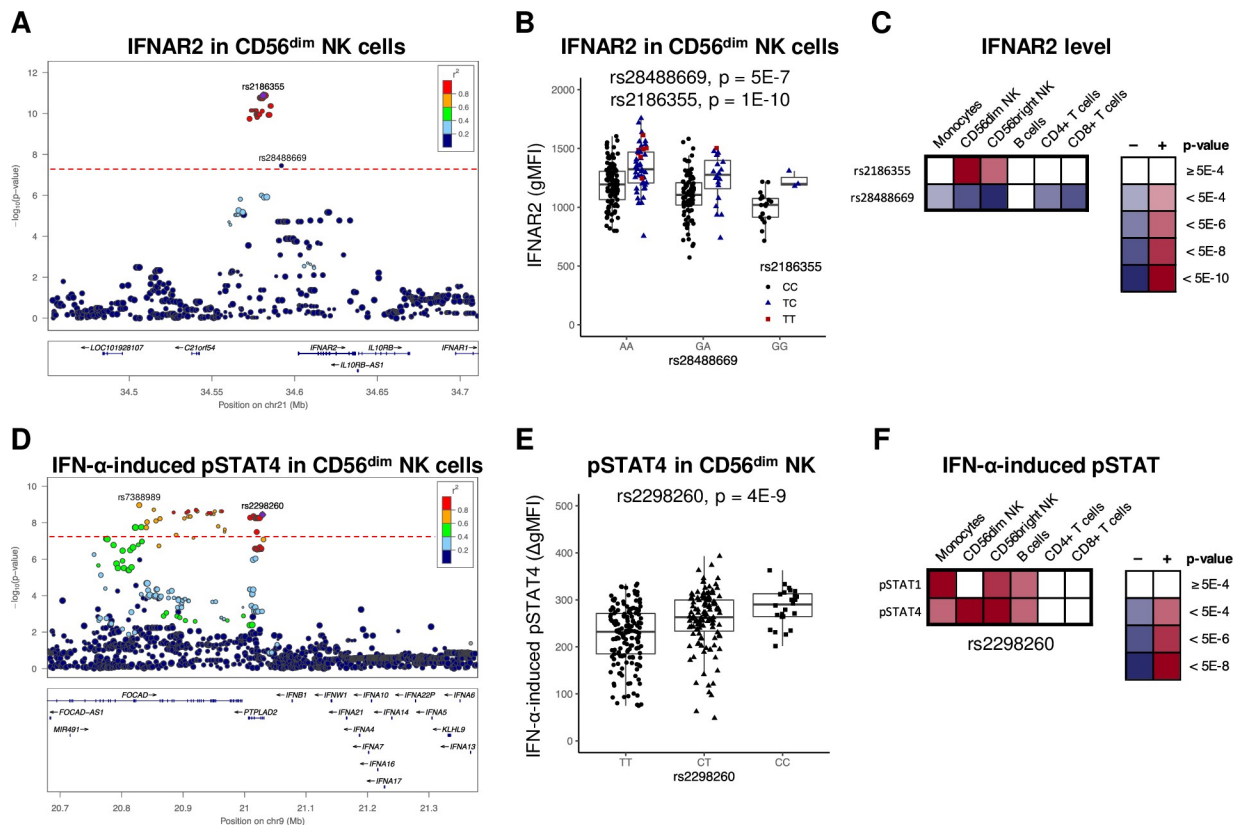 A
IFNAR2 in CD56dim NK cells
12
10
8
6
4
2
0
−log10(p-value)
r2
0.8
0.6
0.4
0.2
rs2186355
rs28488669
LOC101928107
C21orf54
IFNAR2→
IL10RB→
IFNAR1→
←IL10RB-AS1
34.5
34.55
34.6
34.65
34.7
Position on chr21 (Mb)
B
IFNAR2 in CD56dim NK cells
rs28488669, p = 5E-7
rs2186355, p = 1E-10
IFNAR2 (gMFI)
2000
1500
1000
500
0
rs2186355
CC
TC
TT
AA
GA
GG
rs28488669
C
IFNAR2 level
Monocytes
CD56dim NK
CD56bright NK
B cells
CD4+ T cells
CD8+ T cells
rs2186355
rs28488669
− + p-value
≥ 5E-4
< 5E-4
< 5E-6
< 5E-8
< 5E-10
D
IFN-α-induced pSTAT4 in CD56dim NK cells
10
8
6
4
2
0
−log10(p-value)
r2
0.8
0.6
0.4
0.2
rs7388989
rs2298260
FOCAD→
←IFNB1
←IFNW1
←IFNA10
←IFNA22P
←IFNA6
←FOCAD-AS1
←PTPLAD2
←IFNA21
←IFNA14
←IFNA5
MIR491→
←IFNA4
←KLHL9
←IFNA7
←IFNA13
←IFNA16
←IFNA17
20.7
20.8
20.9
21
21.1
21.2
21.3
Position on chr9 (Mb)
E
pSTAT4 in CD56dim NK
rs2298260, p = 4E-9
IFN-α-induced pSTAT4 (ΔgMFI)
500
400
300
200
100
0
TT
CT
CC
rs2298260
F
IFN-α-induced pSTAT
Monocytes
CD56dim NK
CD56bright NK
B cells
CD4+ T cells
CD8+ T cells
pSTAT1
pSTAT4
rs2298260
− + p-value
≥ 5E-4
< 5E-4
< 5E-6
< 5E-8